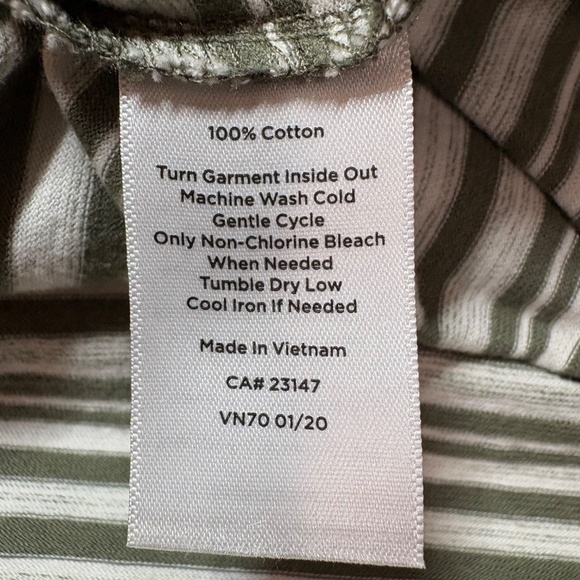 100% Cotton
Turn Garment Inside Out
Machine Wash Cold
Gentle Cycle
Only Non-Chlorine Bleach
When Needed
Tumble Dry Low
Cool Iron If Needed
Made In Vietnam
CA# 23147
VN70 01/20